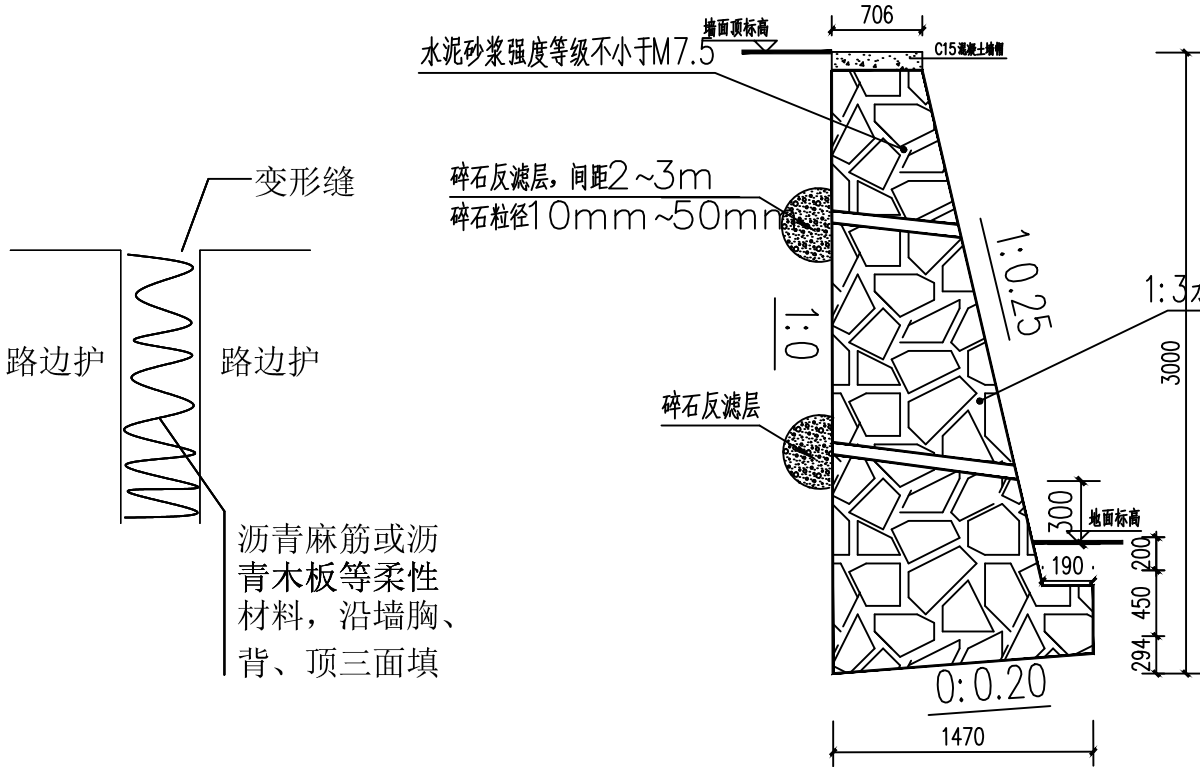 706
墙面顶标高
水泥砂浆强度等级不小于M7.5
C15混凝土墙帽
变形缝
碎石反滤层，间距2~3m
碎石粒径10mm~50mm
1:0.25
1:3水
1:0
3000
路边护
路边护
碎石反滤层
300
地面标高
200
190
450
294
沥青麻筋或沥
青木板等柔性
材料，沿墙胸、
背、顶三面填
0:0.20
1470